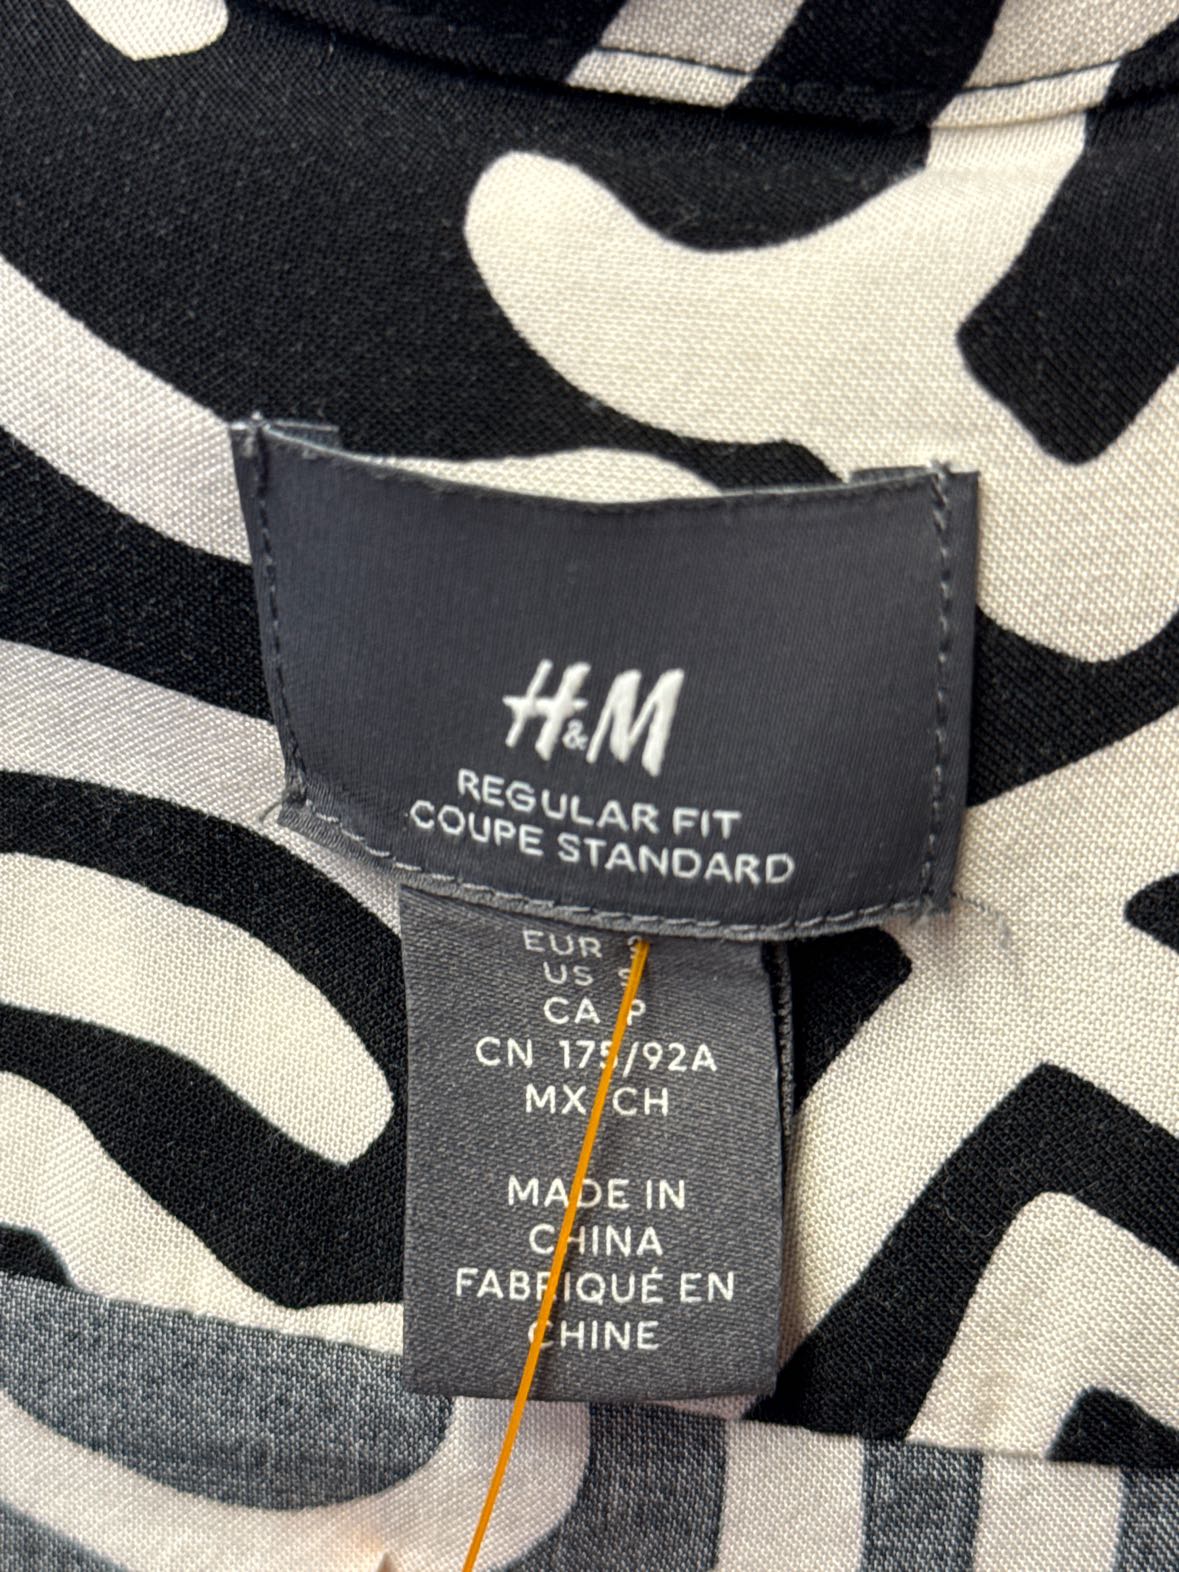 H&M
REGULAR FIT
COUPE STANDARD
EUR S
US S
CA P
CN 175/92A
MX CH
MADE IN
CHINA
FABRIQUÉ EN
CHINE